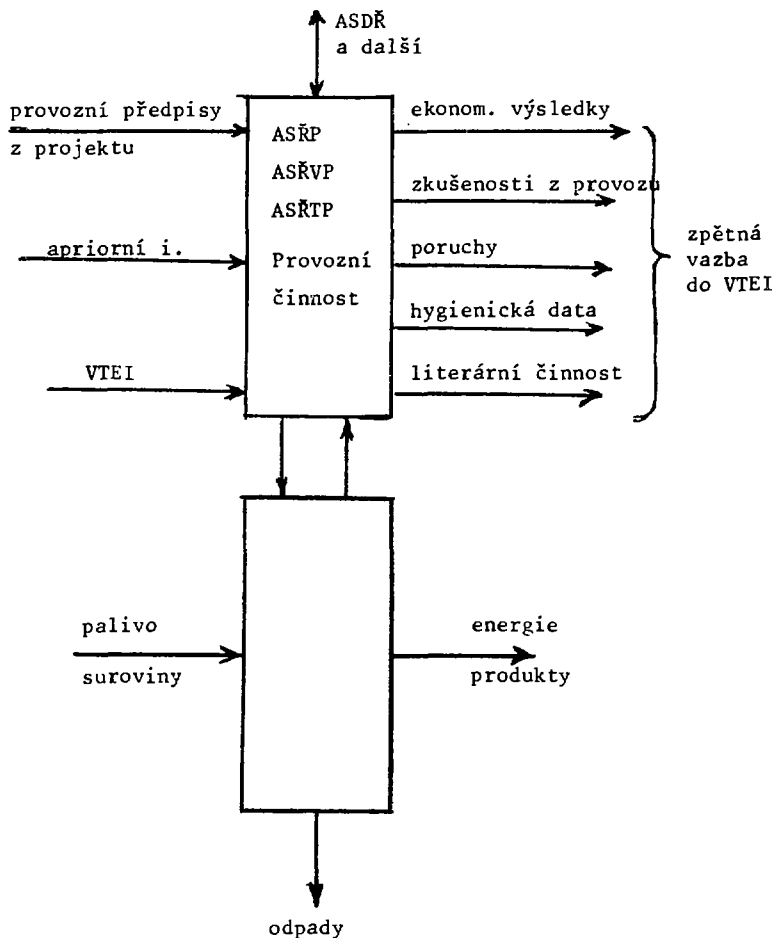 ASDŘ
a další
provozní předpisy
z projektu
apriorní i.
VTEI
ASŘP
ASŘVP
ASŘTP
Provozní
činnost
ekonom. výsledky
zkušenosti z provozu
poruchy
hygienická data
literární činnost
zpětná
vazba
do VTEI
palivo
suroviny
energie
produkty
odpady